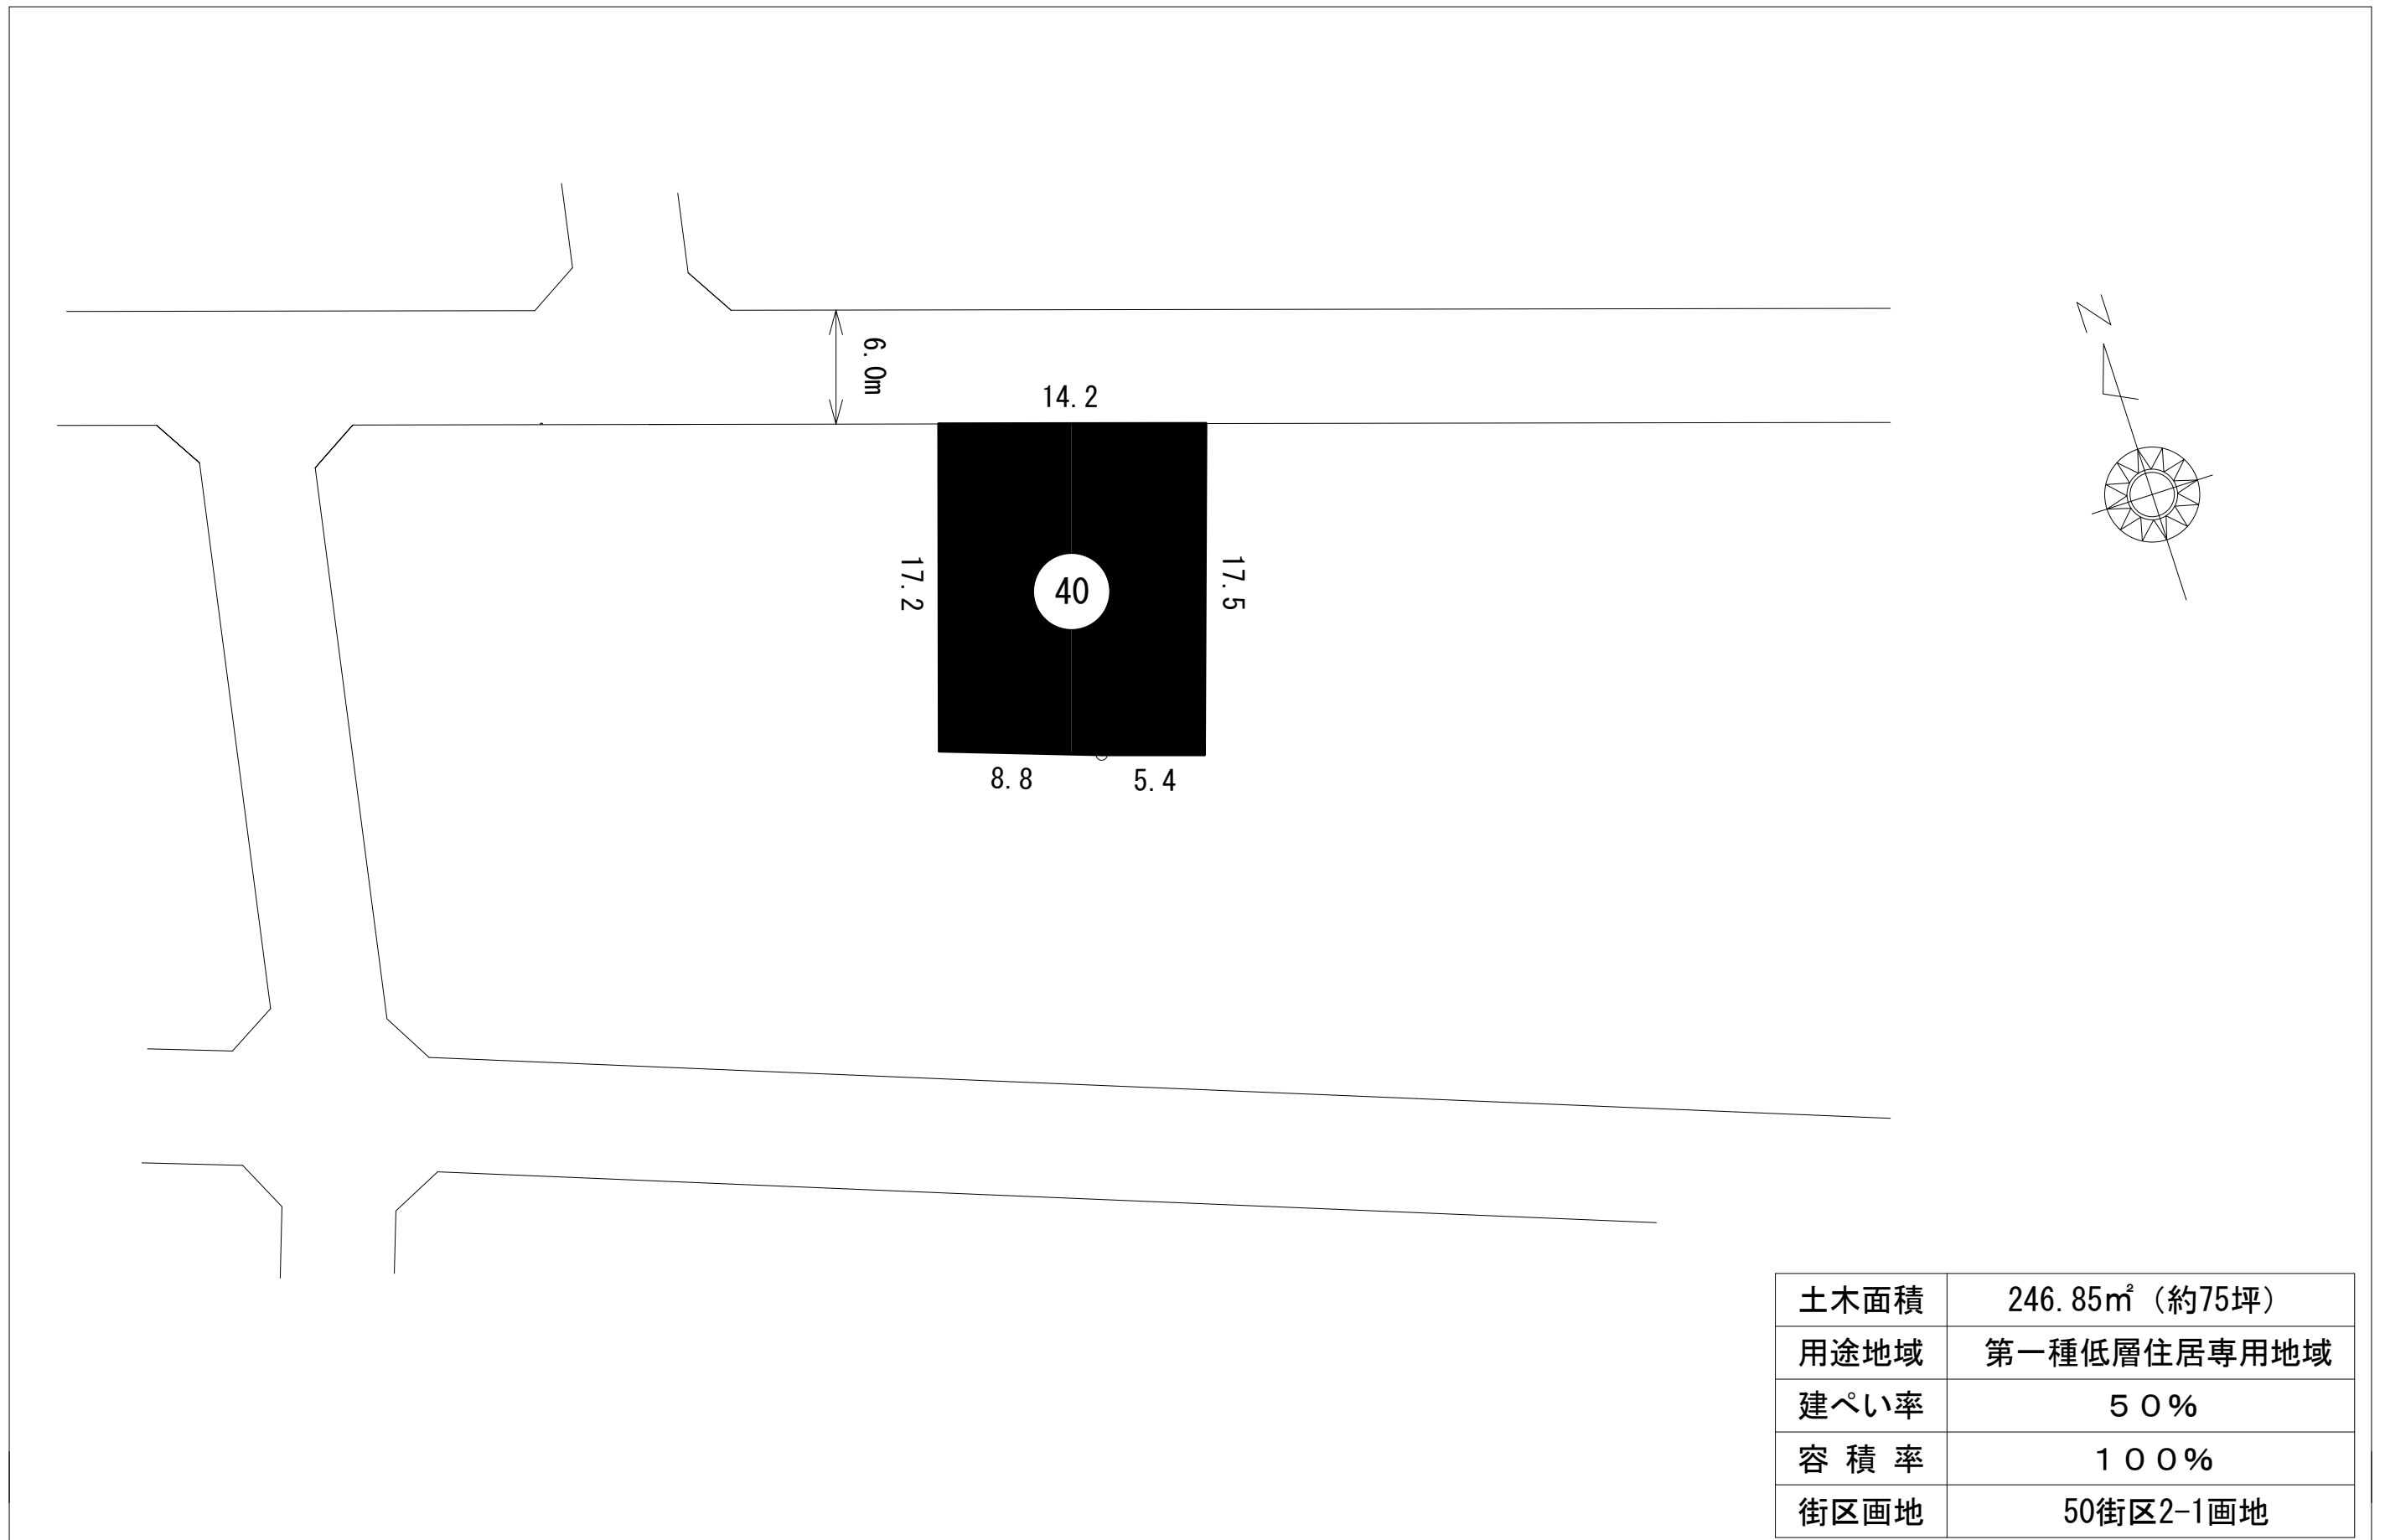 N
6.0m
14.2
17.2
40
17.5
8.8
5.4
土木面積 246.85㎡（約75坪）
用途地域 第一種低層住居専用地域
建ぺい率 ５０%
容積率 １００%
街区画地 50街区2-1画地